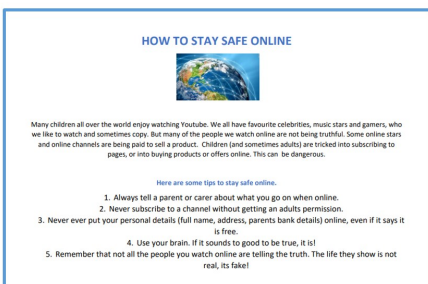 HOW TO STAY SAFE ONLINE
Many children all over the world enjoy watching Youtube. We all have favourite celebrities, music stars and gamers, who
we like to watch and sometimes copy. But many of the people we watch online are not being truthful. Some online stars
and online channels are being paid to sell a product. Children (and sometimes adults) are tricked into subscribing to
pages, or into buying products or offers online. This can be dangerous.
Here are some tips to stay safe online.
1. Always tell a parent or carer about what you go on when online.
2. Never subscribe to a channel without getting an adults permission.
3. Never ever put your personal details (full name, address, parents bank details) online, even if it says it
is free.
4. Use your brain. If it sounds to good to be true, it is!
5. Remember that not all the people you watch online are telling the truth. The life they show is not
real, its fake!